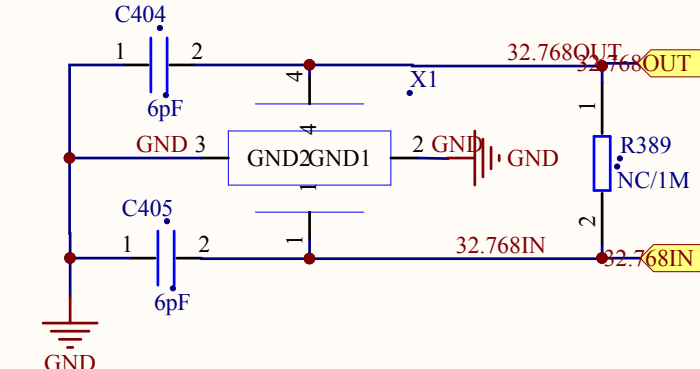 C404
1
2
6pF
32.768OUT
32.768OUT
4
X1
4
1
GND 3
GND2GND1
2 GND
GND
R389
NC/1M
1
2
C405
1
2
6pF
1
32.768IN
32.768IN
GND